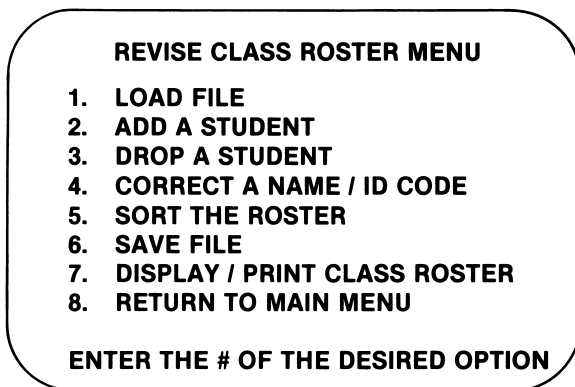 REVISE CLASS ROSTER MENU
1. LOAD FILE
2. ADD A STUDENT
3. DROP A STUDENT
4. CORRECT A NAME / ID CODE
5. SORT THE ROSTER
6. SAVE FILE
7. DISPLAY / PRINT CLASS ROSTER
8. RETURN TO MAIN MENU
ENTER THE # OF THE DESIRED OPTION